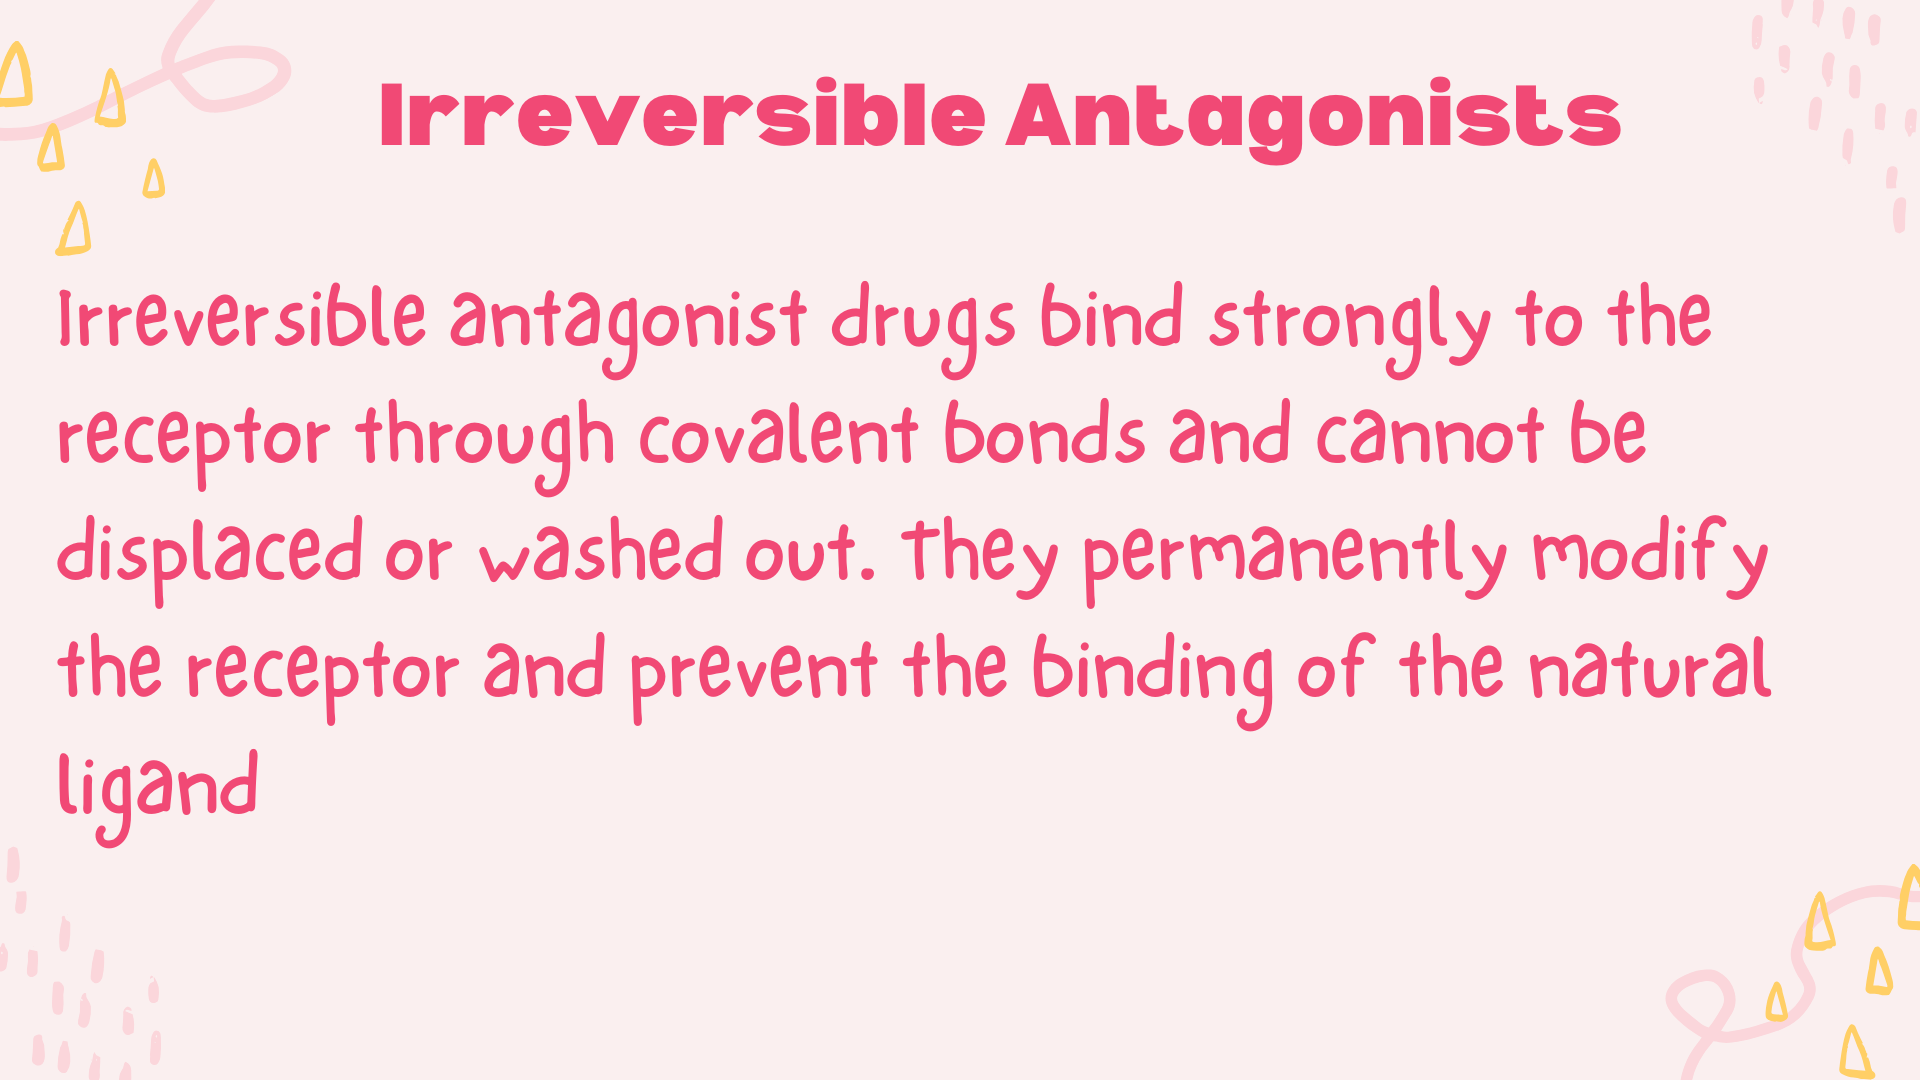 Irreversible Antagonists
Irreversible antagonist drugs bind strongly to the
receptor through covalent bonds and cannot be
displaced or washed out. They permanently modify
the receptor and prevent the binding of the natural
ligand